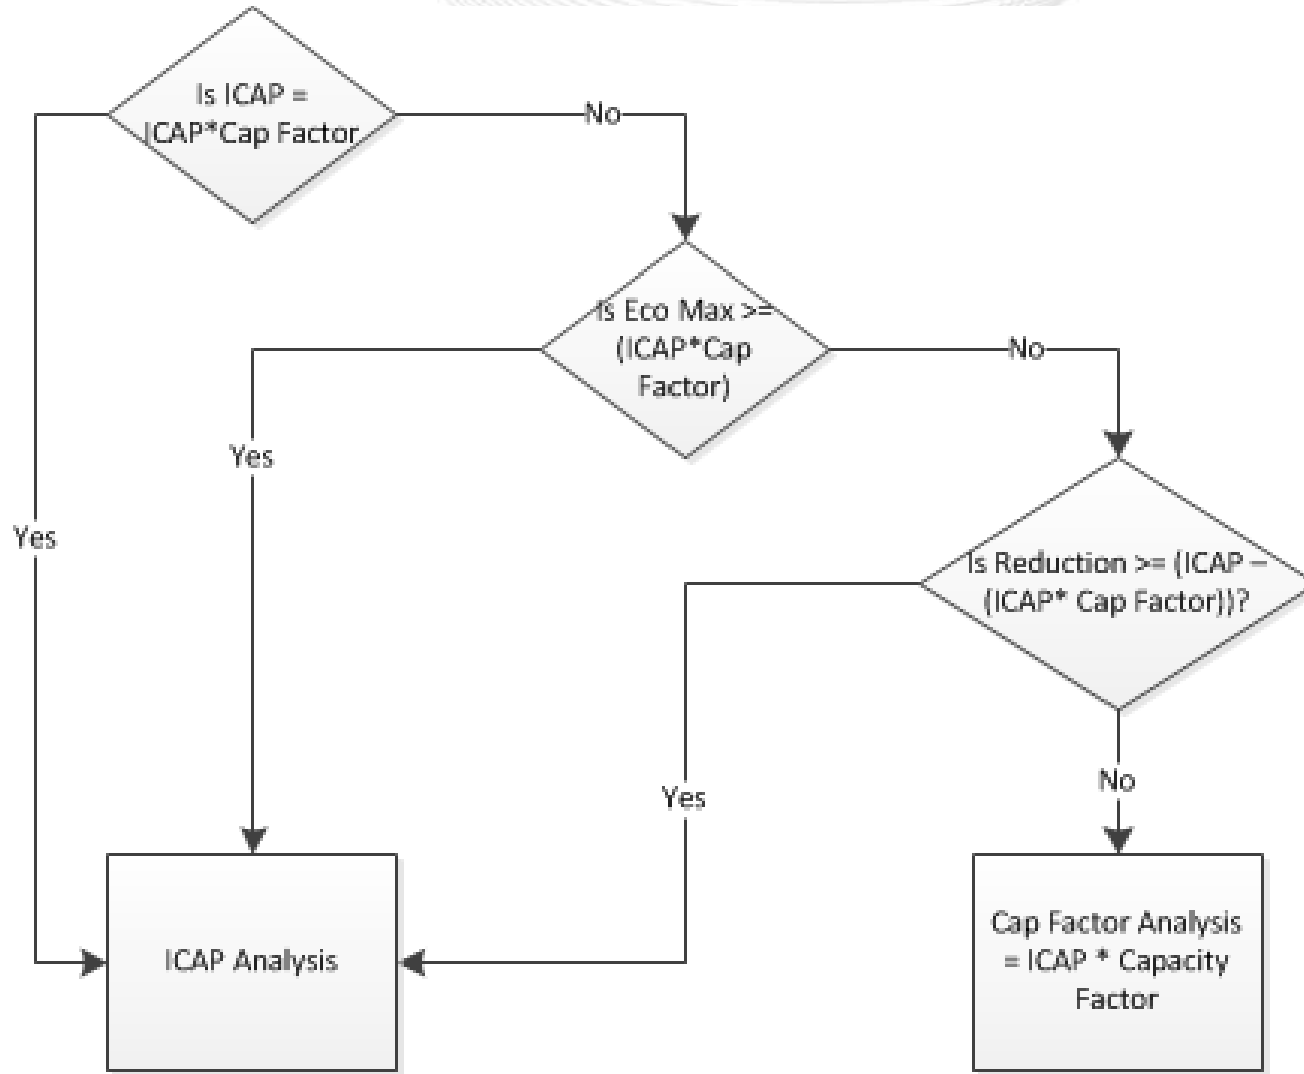 Is ICAP =
ICAP*Cap Factor
No
Is Eco Max >=
(ICAP*Cap
Factor)
No
Yes
Yes
Is Reduction >= (ICAP –
(ICAP* Cap Factor))?
Yes
No
ICAP Analysis
Cap Factor Analysis
= ICAP * Capacity
Factor